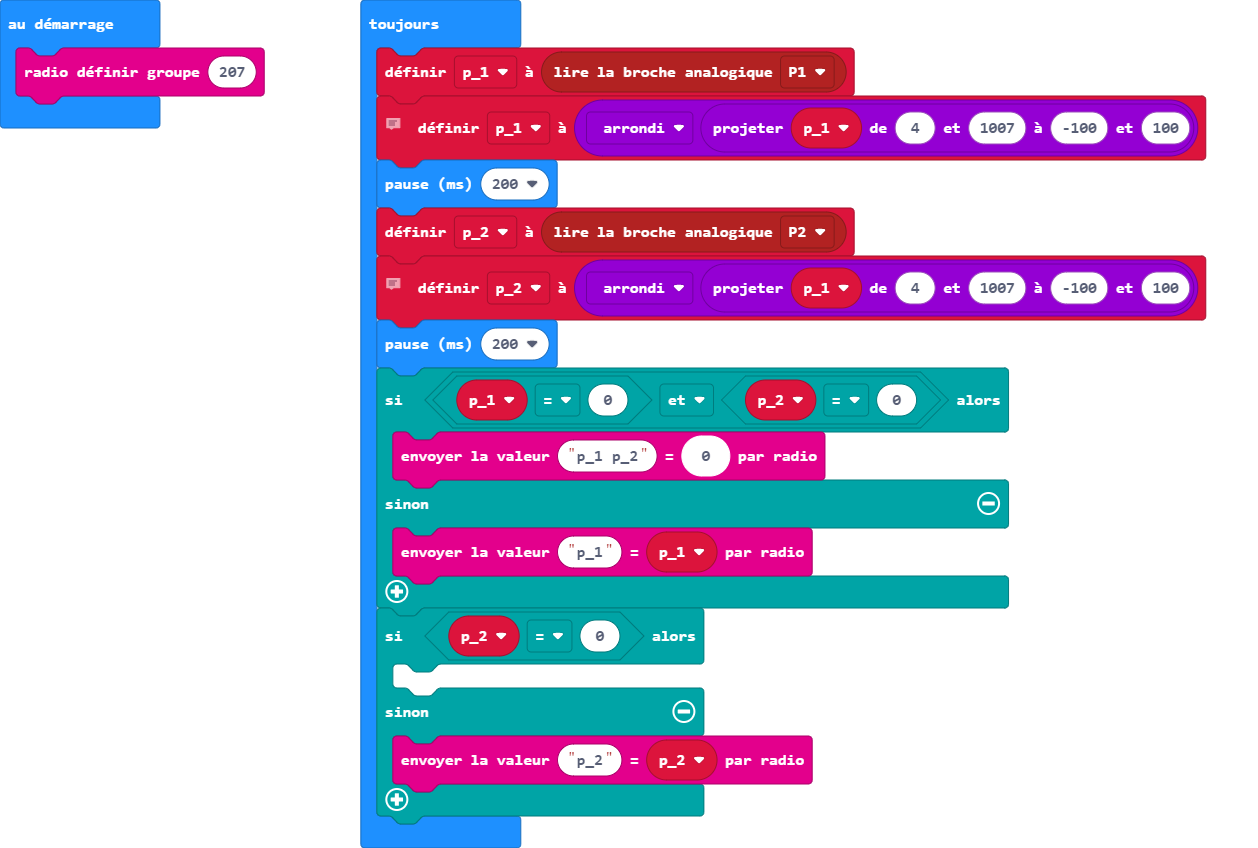 au démarrage
radio définir groupe 207
toujours
définir p_1 à lire la broche analogique P1
définir p_1 à arrondi projeter p_1 de 4 et 1007 à -100 et 100
pause (ms) 200
définir p_2 à lire la broche analogique P2
définir p_2 à arrondi projeter p_1 de 4 et 1007 à -100 et 100
pause (ms) 200
si p_1 = 0 et p_2 = 0 alors
envoyer la valeur "p_1 p_2" = 0 par radio
sinon
envoyer la valeur "p_1" = p_1 par radio
si p_2 = 0 alors
sinon
envoyer la valeur "p_2" = p_2 par radio